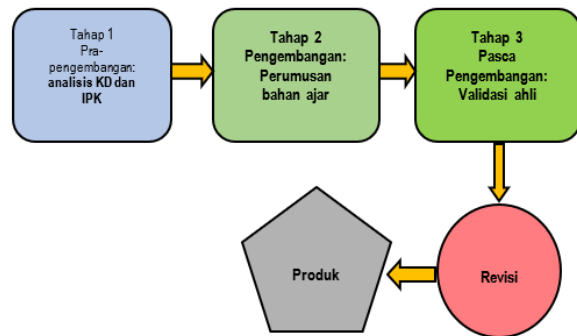 Tahap 1
Pra-
pengembangan:
analisis KD dan
IPK
Tahap 2
Pengembangan:
Perumusan
bahan ajar
Tahap 3
Pasca
Pengembangan:
Validasi ahli
Produk
Revisi